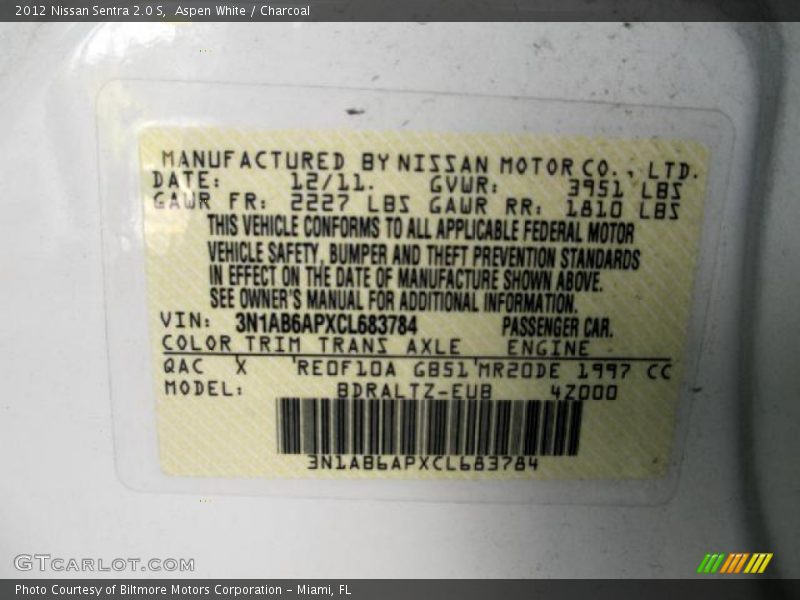 2012 Nissan Sentra 2.0 S,  Aspen White / Charcoal
MANUFACTURED BY NISSAN MOTOR CO., LTD.
DATE: 12/11. GVWR: 3951 LBS
GAWR FR: 2227 LBS GAWR RR: 1810 LBS
THIS VEHICLE CONFORMS TO ALL APPLICABLE FEDERAL MOTOR
VEHICLE SAFETY, BUMPER AND THEFT PREVENTION STANDARDS
IN EFFECT ON THE DATE OF MANUFACTURE SHOWN ABOVE.
SEE OWNER'S MANUAL FOR ADDITIONAL INFORMATION.
VIN: 3N1AB6APXCL683784 PASSENGER CAR.
COLOR TRIM TRANS AXLE ENGINE
QAC X 'RE0F10A GB51'MR20DE 1997 CC
MODEL: BDRALTZ-EUB 4Z000
3N1AB6APXCL683784
GTCARLOT.COM
Photo Courtesy of Biltmore Motors Corporation - Miami, FL